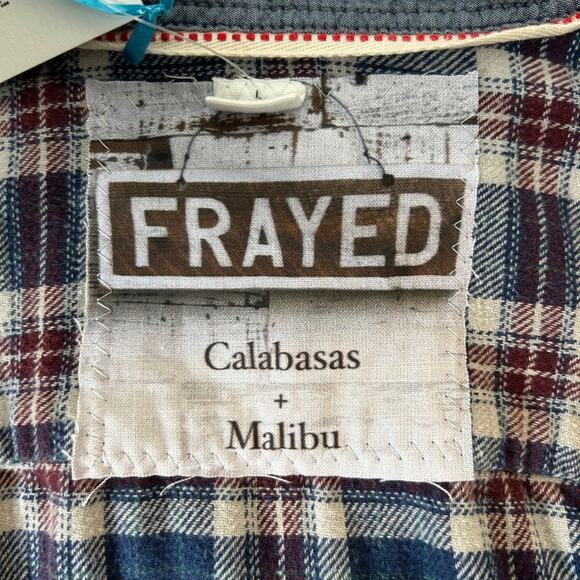 FRAYED
Calabasas
+
Malibu